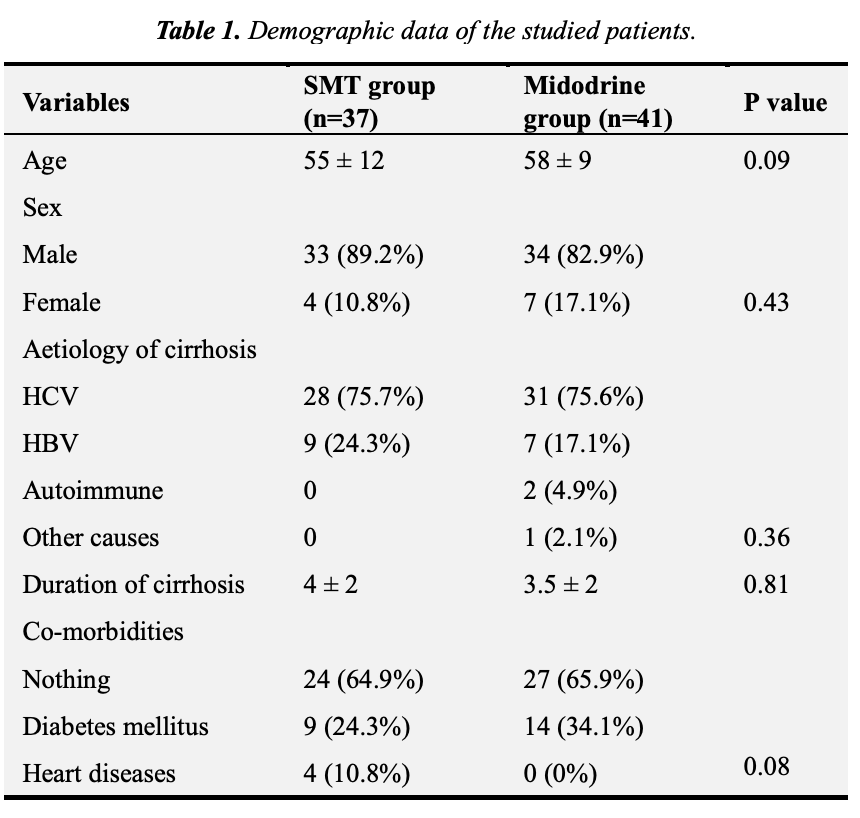 Table 1. Demographic data of the studied patients.
Variables SMT group (n=37) Midodrine group (n=41) P value
Age 55 ± 12 58 ± 9 0.09
Sex
Male 33 (89.2%) 34 (82.9%)
Female 4 (10.8%) 7 (17.1%) 0.43
Aetiology of cirrhosis
HCV 28 (75.7%) 31 (75.6%)
HBV 9 (24.3%) 7 (17.1%)
Autoimmune 0 2 (4.9%)
Other causes 0 1 (2.1%) 0.36
Duration of cirrhosis 4 ± 2 3.5 ± 2 0.81
Co-morbidities
Nothing 24 (64.9%) 27 (65.9%)
Diabetes mellitus 9 (24.3%) 14 (34.1%)
Heart diseases 4 (10.8%) 0 (0%) 0.08